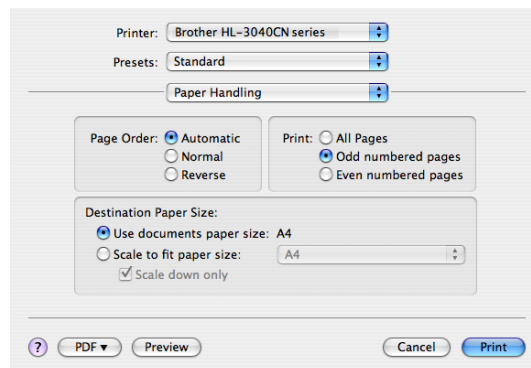 Printer: Brother HL-3040CN series
Presets: Standard
Paper Handling
Page Order: Automatic
Normal
Reverse
Print: All Pages
Odd numbered pages
Even numbered pages
Destination Paper Size:
Use documents paper size: A4
Scale to fit paper size: A4
Scale down only
? PDF ▼ Preview Cancel Print